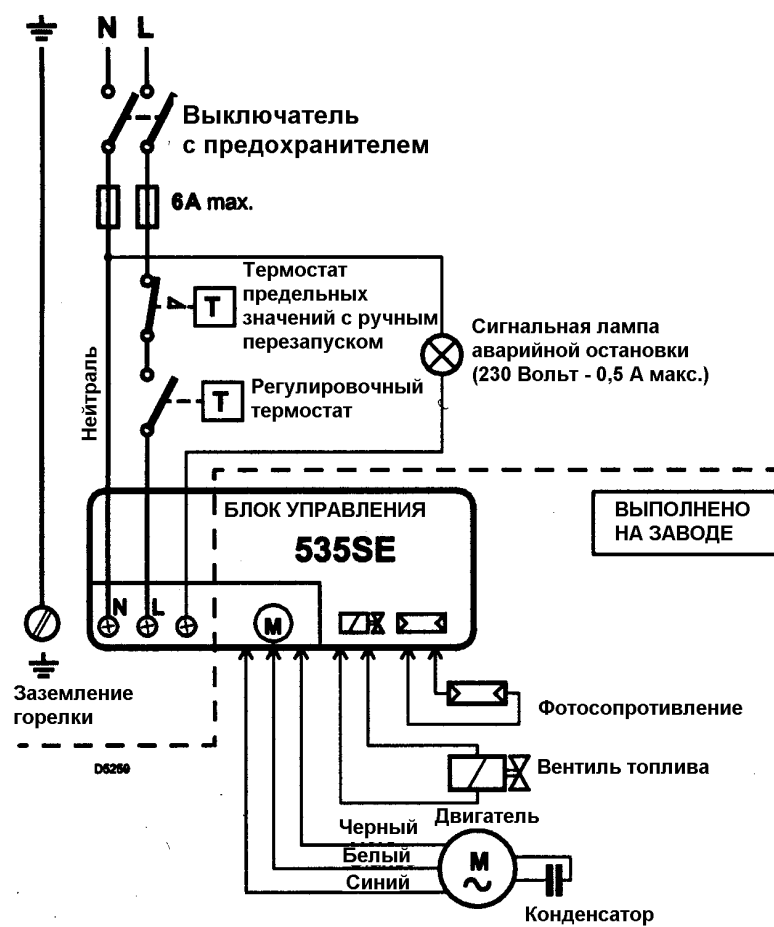 N L
Выключатель
с предохранителем
6A max.
Термостат
предельных
значений с ручным
перезапуском
T
Сигнальная лампа
аварийной остановки
(230 Вольт - 0,5 А макс.)
Нейтраль
Регулировочный
термостат
T
БЛОК УПРАВЛЕНИЯ
535SE
ВЫПОЛНЕНО
НА ЗАВОДЕ
N L
M
Заземление
горелки
Фотосопротивление
D5259
Вентиль топлива
Двигатель
Черный
Белый
Синий
M
Конденсатор